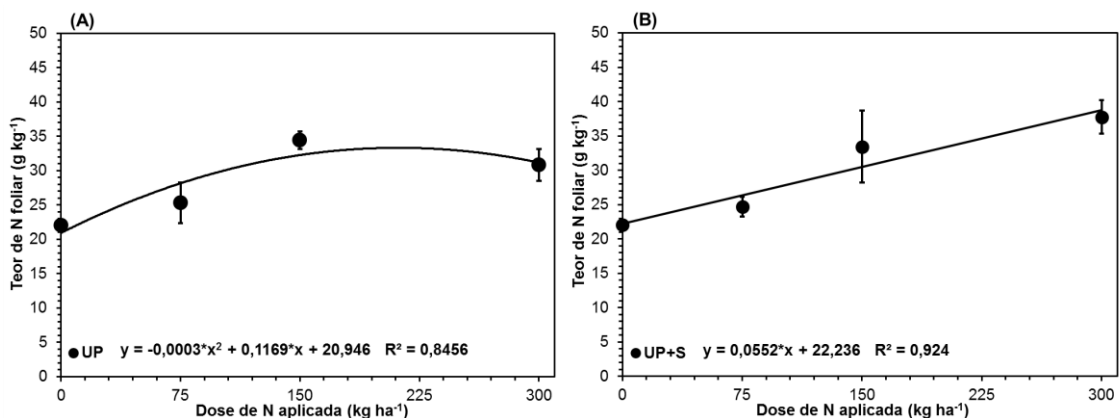 (A)
Teor de N foliar (g kg⁻¹)
50
45
40
35
30
25
20
15
10
5
0
UP y = -0,0003*x² + 0,1169*x + 20,946 R² = 0,8456
0 75 150 225 300
Dose de N aplicada (kg ha⁻¹)
(B)
Teor de N foliar (g kg⁻¹)
50
45
40
35
30
25
20
15
10
5
0
UP+S y = 0,0552*x + 22,236 R² = 0,924
0 75 150 225 300
Dose de N aplicada (kg ha⁻¹)